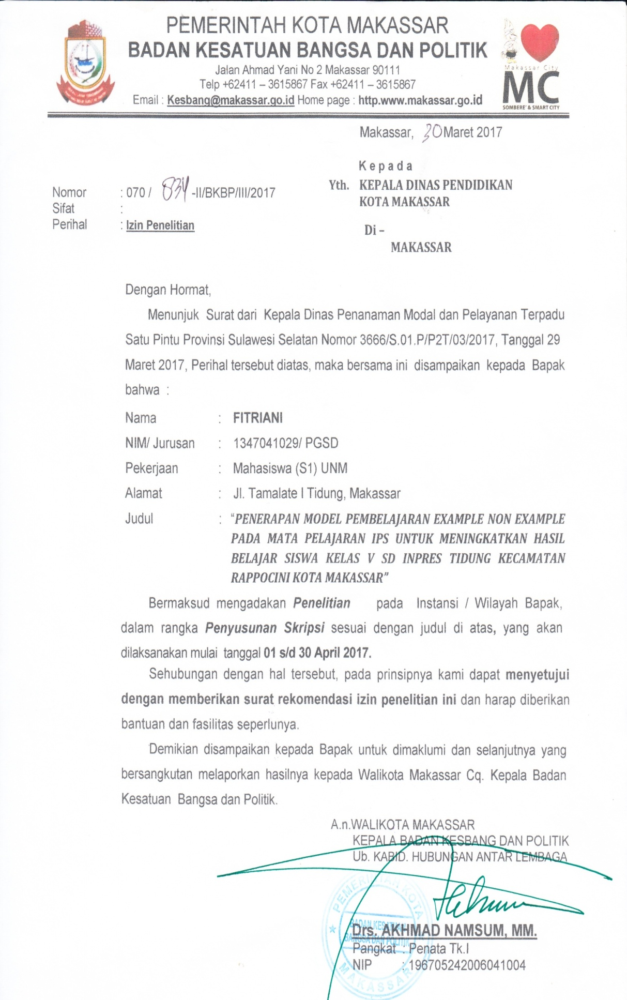 PEMERINTAH KOTA MAKASSAR
BADAN KESATUAN BANGSA DAN POLITIK
Jalan Ahmad Yani No 2 Makassar 90111
Telp +62411 – 3615867 Fax +62411 – 3615867
Email : Kesbang@makassar.go.id Home page : http.www.makassar.go.id
Makassar City
MC
SOMBERE' & SMART CITY
Makassar, 30 Maret 2017
Kepada
Yth. KEPALA DINAS PENDIDIKAN
KOTA MAKASSAR
Di –
MAKASSAR
Nomor : 070 / 834 -II/BKBP/III/2017
Sifat :
Perihal : Izin Penelitian
Dengan Hormat,
Menunjuk Surat dari Kepala Dinas Penanaman Modal dan Pelayanan Terpadu
Satu Pintu Provinsi Sulawesi Selatan Nomor 3666/S.01.P/P2T/03/2017, Tanggal 29
Maret 2017, Perihal tersebut diatas, maka bersama ini disampaikan kepada Bapak
bahwa :
Nama : FITRIANI
NIM/ Jurusan : 1347041029/ PGSD
Pekerjaan : Mahasiswa (S1) UNM
Alamat : Jl. Tamalate I Tidung, Makassar
Judul : “PENERAPAN MODEL PEMBELAJARAN EXAMPLE NON EXAMPLE
PADA MATA PELAJARAN IPS UNTUK MENINGKATKAN HASIL
BELAJAR SISWA KELAS V SD INPRES TIDUNG KECAMATAN
RAPPOCINI KOTA MAKASSAR”
Bermaksud mengadakan Penelitian pada Instansi / Wilayah Bapak,
dalam rangka Penyusunan Skripsi sesuai dengan judul di atas, yang akan
dilaksanakan mulai tanggal 01 s/d 30 April 2017.
Sehubungan dengan hal tersebut, pada prinsipnya kami dapat menyetujui
dengan memberikan surat rekomendasi izin penelitian ini dan harap diberikan
bantuan dan fasilitas seperlunya.
Demikian disampaikan kepada Bapak untuk dimaklumi dan selanjutnya yang
bersangkutan melaporkan hasilnya kepada Walikota Makassar Cq. Kepala Badan
Kesatuan Bangsa dan Politik.
A.n.WALIKOTA MAKASSAR
KEPALA BADAN KESBANG DAN POLITIK
Ub. KABID. HUBUNGAN ANTAR LEMBAGA
PEMERINTAH KOTA
BADAN KESATUAN
BANGSA DAN POLITIK
MAKASSAR
Drs. AKHMAD NAMSUM, MM.
Pangkat : Penata Tk.I
NIP : 196705242006041004